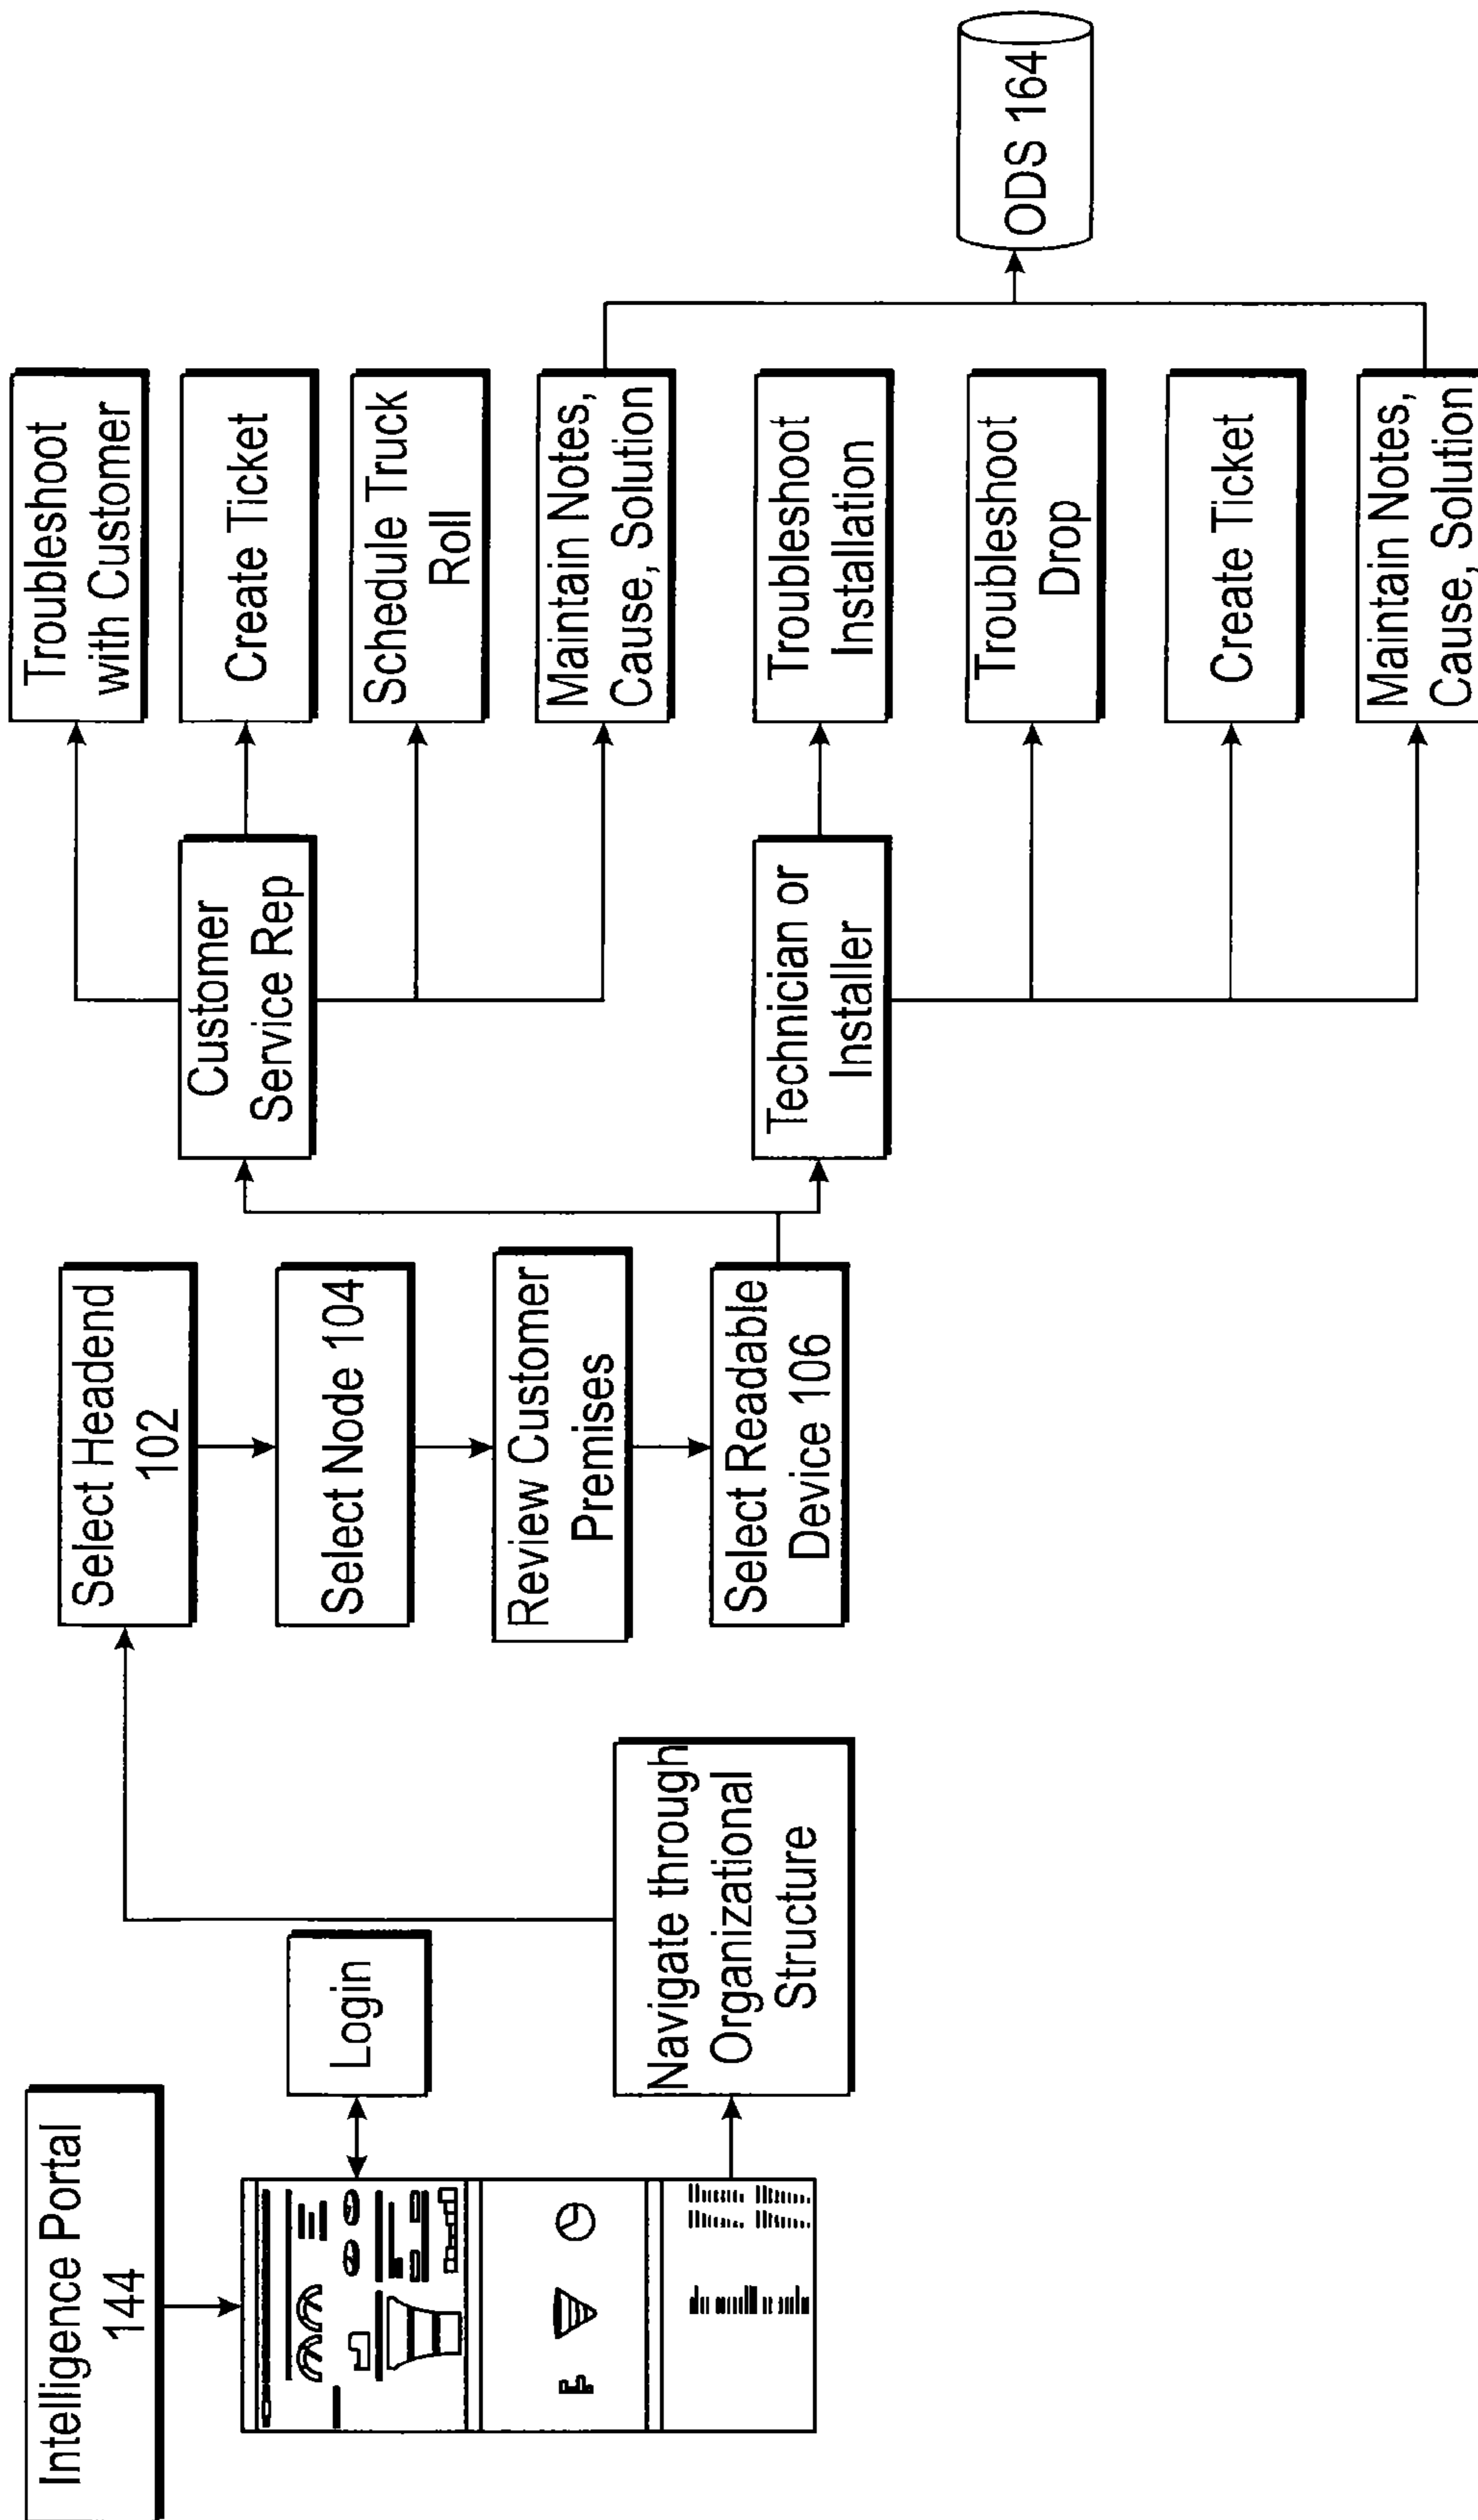 Intelligence Portal
144
Login
Navigate through
Organizational
Structure
Select Headend
102
Select Node 104
Review Customer
Premises
Select Readable
Device 106
Customer
Service Rep
Technician or
Installer
Troubleshoot
with Customer
Create Ticket
Schedule Truck
Roll
Maintain Notes,
Cause, Solution
Troubleshoot
Installation
Troubleshoot
Drop
Create Ticket
Maintain Notes,
Cause, Solution
ODS 164